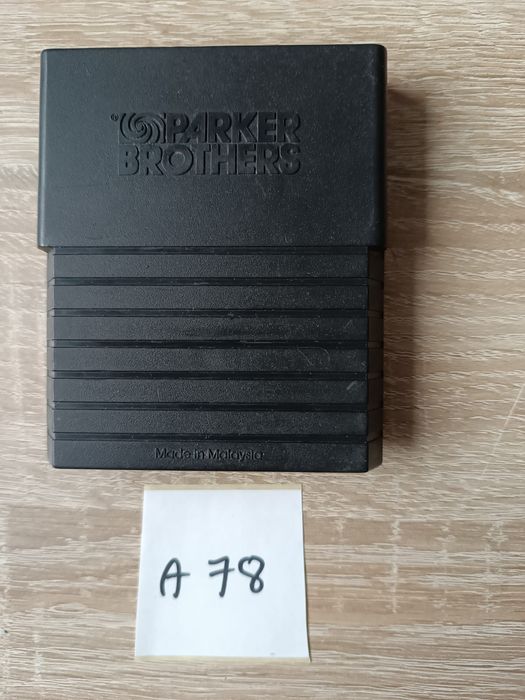 ® PARKER
BROTHERS
Made in Malaysia
A 78